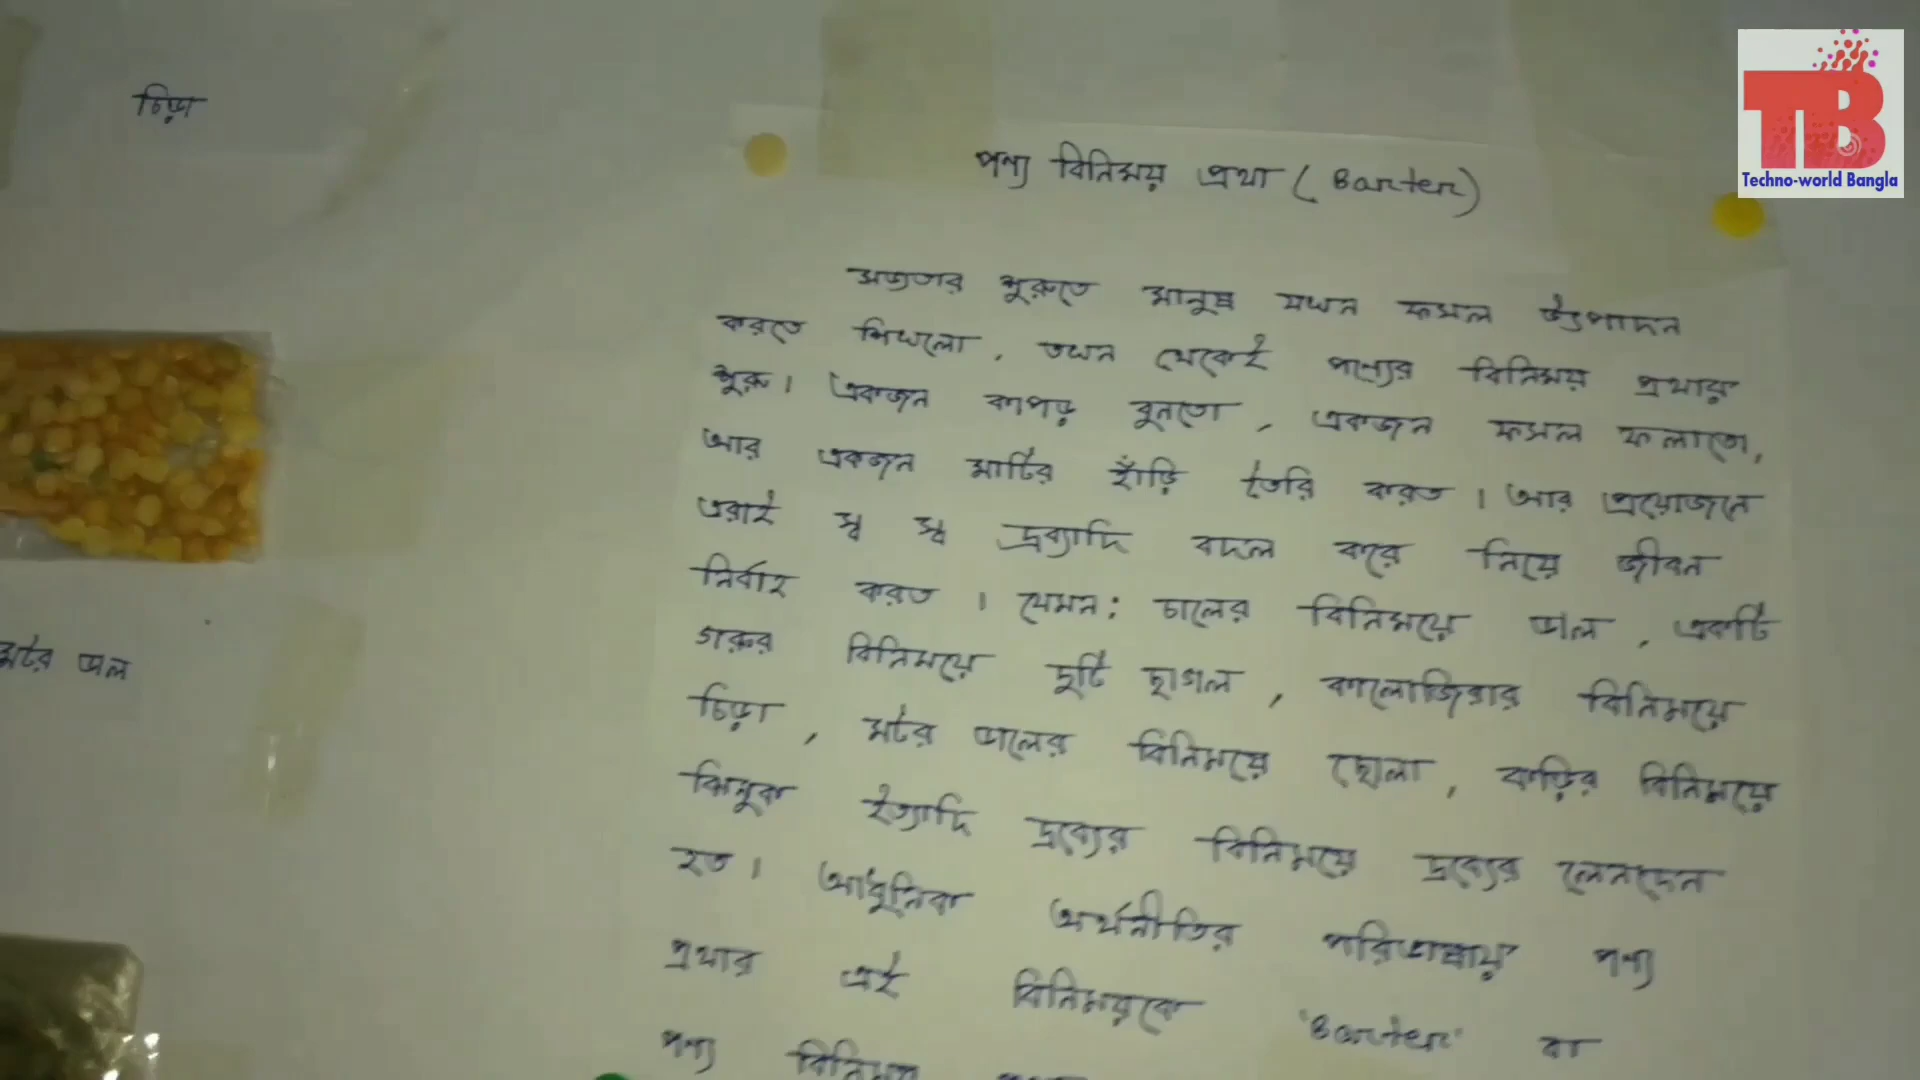 চিড়া
মটর ডাল
পণ্য বিনিময় প্রথা (Barter)
সভ্যতার শুরুতে মানুষ যখন ফসল উৎপাদন
করতে শিখলো, তখন থেকেই পণ্যের বিনিময় প্রথার
শুরু। একজন কাপড় বুনতো, একজন ফসল ফলাতো,
আর একজন মাটির হাঁড়ি তৈরি করত। আর প্রয়োজনে
এরাই স্ব স্ব দ্রব্যাদি বদল করে নিয়ে জীবন
নির্বাহ করত। যেমন: চালের বিনিময়ে ডাল, একটি
গরুর বিনিময়ে দুটি ছাগল, কালোজিরার বিনিময়ে
চিড়া, মটর ডালের বিনিময়ে ছোলা, কড়ির বিনিময়ে
ঝিনুক ইত্যাদি দ্রব্যের বিনিময়ে দ্রব্যের লেনদেন
হত। আধুনিক অর্থনীতির পরিভাষায় পণ্য
প্রথার এই বিনিময়কে 'Barter' বা
পণ্য বিনিময়
TB
Techno-world Bangla